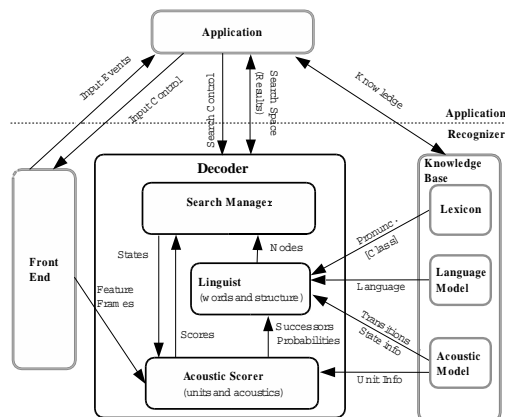 Application
Input Events
Input Control
Search Control
Search Space
(Results)
Knowledge
Application
Recognizer
Decoder
Knowledge
Base
Search Manager
Lexicon
Pronunc.
[Class]
Nodes
States
Front
End
Linguist
(words and structure)
Language
Language
Model
Feature
Frames
Transitions
State info
Successors
Probabilities
Scores
Acoustic Scorer
(units and acoustics)
Unit Info
Acoustic
Model